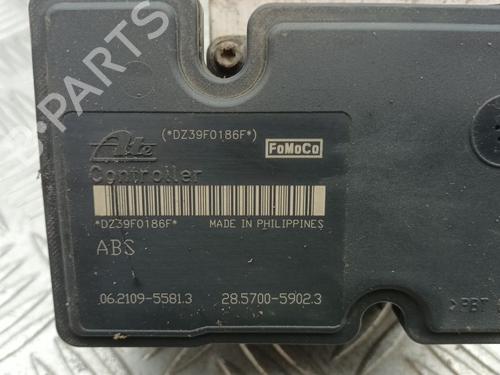 B-PARTS
(*DZ39F0186F*)
Ate
FoMoCo
Controller
*DZ39F0186F* MADE IN PHILIPPINES
ABS
06.2109-5581.3 28.5700-5902.3
>PBT